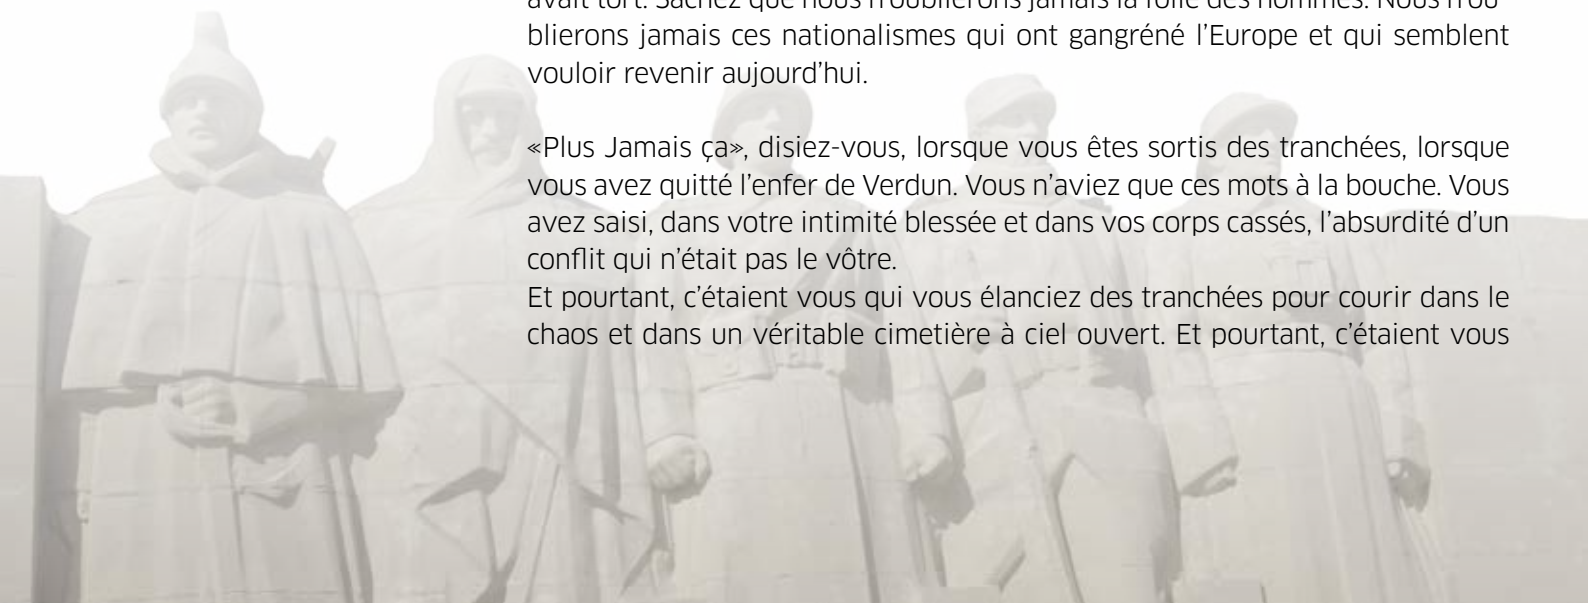 avait tort. Sachez que nous n'oublierons jamais la folie des hommes. Nous n'ou-
blierons jamais ces nationalismes qui ont gangréné l'Europe et qui semblent
vouloir revenir aujourd'hui.
«Plus Jamais ça», disiez-vous, lorsque vous êtes sortis des tranchées, lorsque
vous avez quitté l'enfer de Verdun. Vous n'aviez que ces mots à la bouche. Vous
avez saisi, dans votre intimité blessée et dans vos corps cassés, l'absurdité d'un
conflit qui n'était pas le vôtre.
Et pourtant, c'étaient vous qui vous élanciez des tranchées pour courir dans le
chaos et dans un véritable cimetière à ciel ouvert. Et pourtant, c'étaient vous